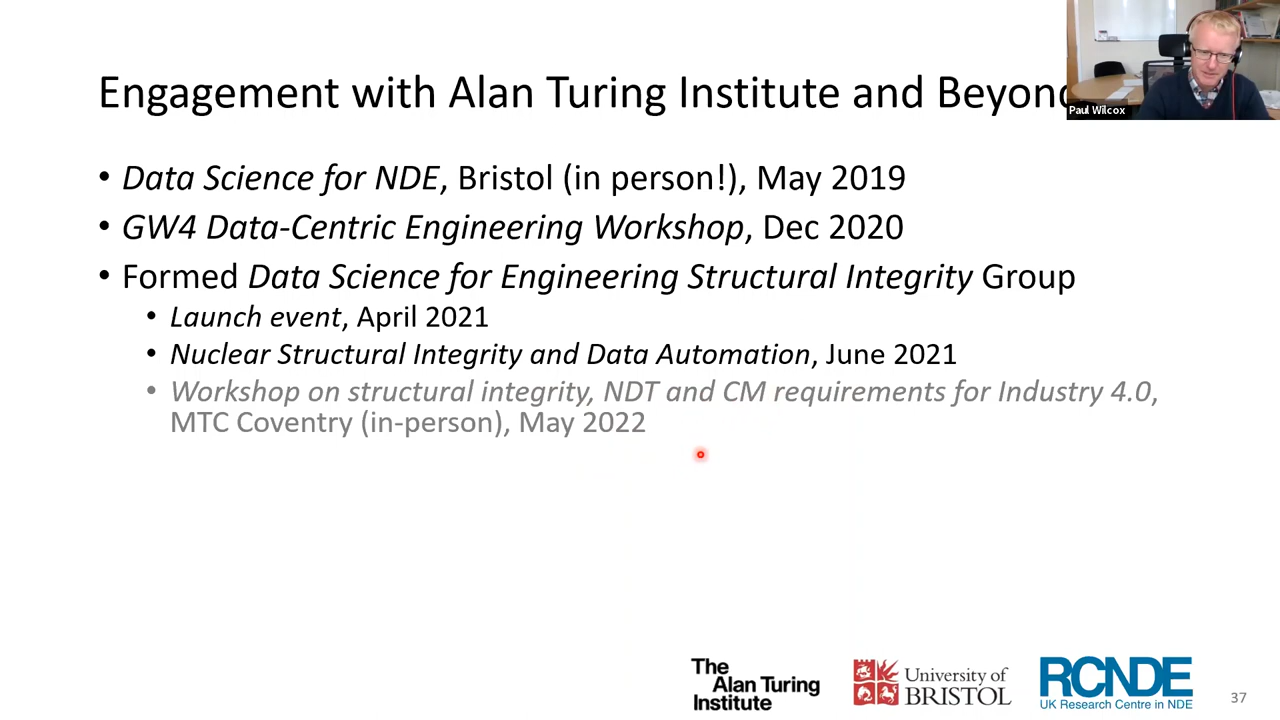 Engagement with Alan Turing Institute and Beyond
Paul Wilcox
• Data Science for NDE, Bristol (in person!), May 2019
• GW4 Data-Centric Engineering Workshop, Dec 2020
• Formed Data Science for Engineering Structural Integrity Group
• Launch event, April 2021
• Nuclear Structural Integrity and Data Automation, June 2021
• Workshop on structural integrity, NDT and CM requirements for Industry 4.0,
MTC Coventry (in-person), May 2022
The
Alan Turing
Institute
University of
BRISTOL
RCNDE
UK Research Centre in NDE
37